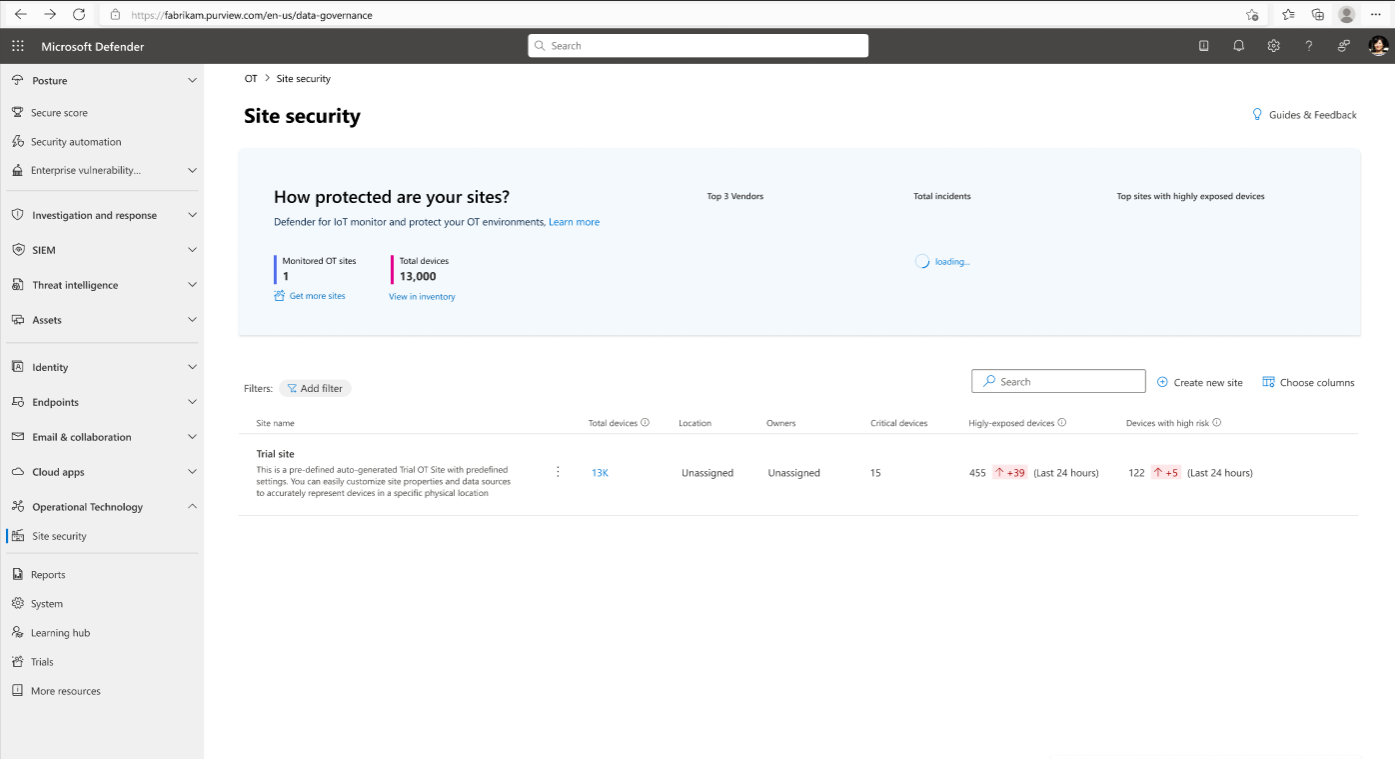 https://fabrikam.purview.com/en-us/data-governance
Microsoft Defender
Search
Posture
Secure score
Security automation
Enterprise vulnerability...
Investigation and response
SIEM
Threat intelligence
Assets
Identity
Endpoints
Email & collaboration
Cloud apps
Operational Technology
Site security
Reports
System
Learning hub
Trials
More resources
OT > Site security
Site security
Guides & Feedback
How protected are your sites?
Defender for IoT monitor and protect your OT environments, Learn more
Monitored OT sites
1
Get more sites
Total devices
13,000
View in inventory
Top 3 Vendors
Total incidents
loading...
Top sites with highly exposed devices
Filters: Add filter
Search
Create new site
Choose columns
Site name Total devices Location Owners Critical devices Higly-exposed devices Devices with high risk
Trial site
This is a pre-defined auto-generated Trial OT Site with predefined
settings. You can easily customize site properties and data sources
to accurately represent devices in a specific physical location
13K Unassigned Unassigned 15 455 ↑ +39 (Last 24 hours) 122 ↑ +5 (Last 24 hours)